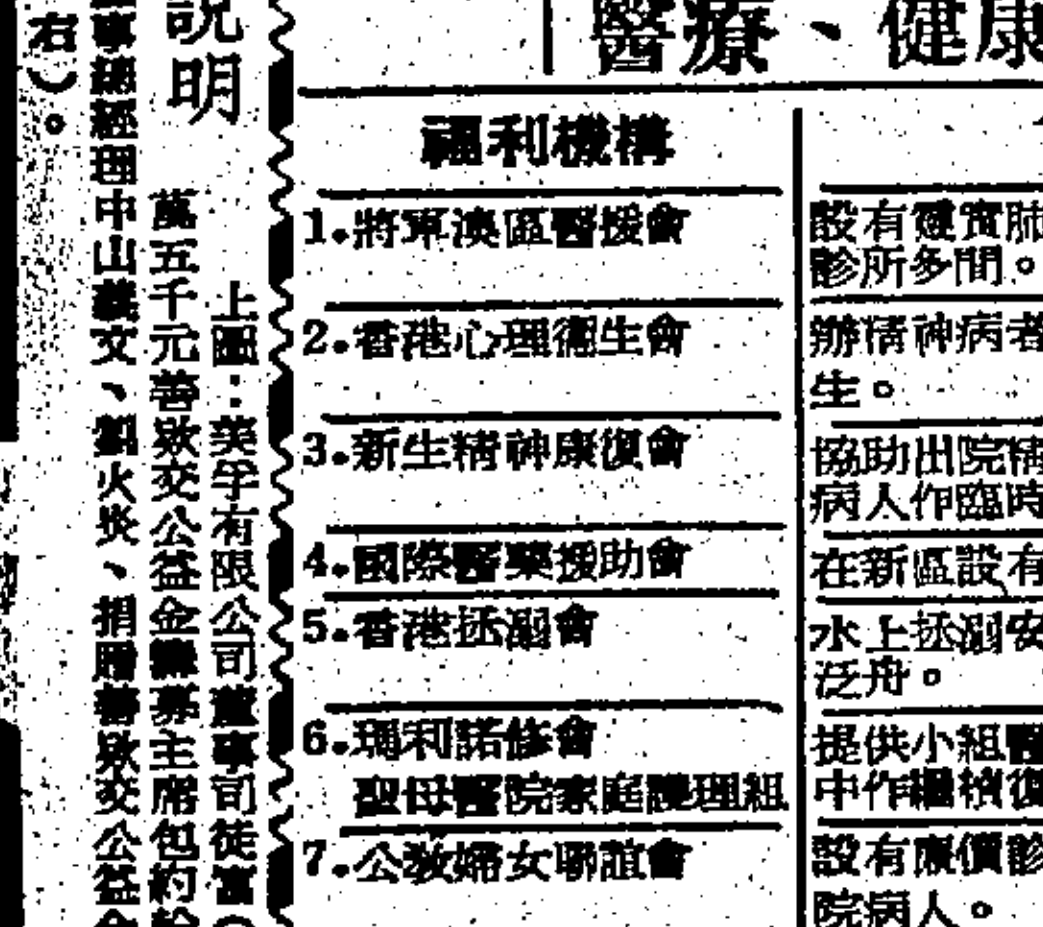 說明
上圖：美孚有限公司董事司徒富（
萬五千元善欵交公益金籌募主席包約翰
事總經理中山義文、劉火炎、捐贈善欵交公益金
右）。
醫療、健康
福利機構
1.將軍澳區醫援會
2.香港心理衞生會
3.新生精神康復會
4.國際醫藥援助會
5.香港拯溺會
6.瑪利諾修會
聖母醫院家庭護理組
7.公教婦女聯誼會
設有
肺
診所多間。
辦精神病者
生。
協助出院精
病人作臨時
在新區設有
水上拯溺安
泛舟。
提供小組醫
中作繼續復
設有廉價診
院病人。